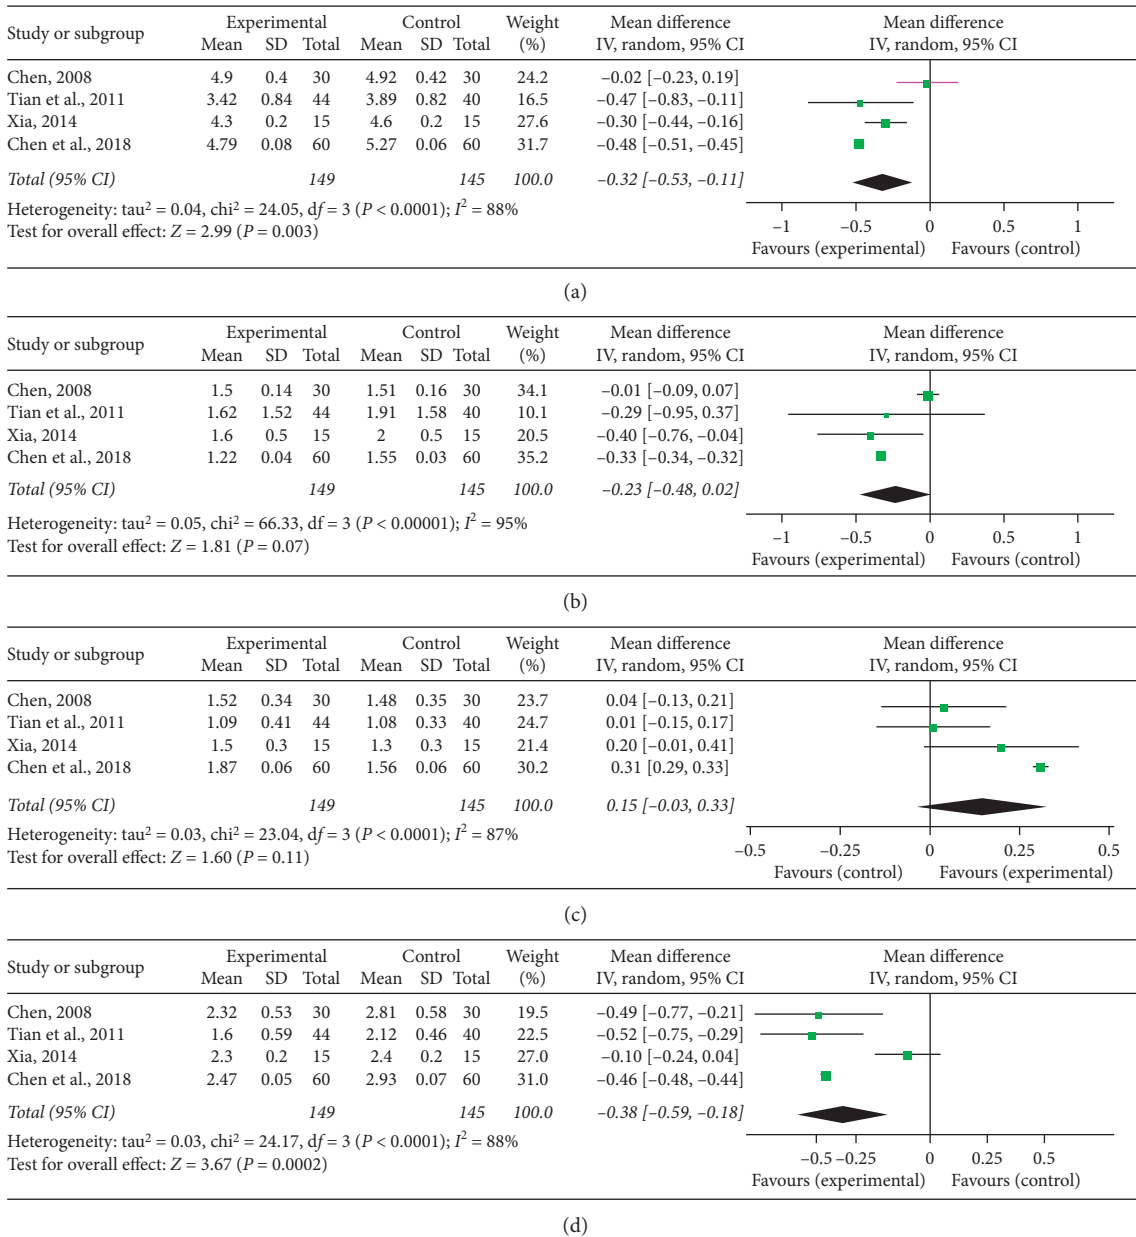 Study or subgroup Experimental Control Weight Mean difference Mean difference
Mean SD Total Mean SD Total (%) IV, random, 95% CI IV, random, 95% CI
Chen, 2008 4.9 0.4 30 4.92 0.42 30 24.2 –0.02 [–0.23, 0.19]
Tian et al., 2011 3.42 0.84 44 3.89 0.82 40 16.5 –0.47 [–0.83, –0.11]
Xia, 2014 4.3 0.2 15 4.6 0.2 15 27.6 –0.30 [–0.44, –0.16]
Chen et al., 2018 4.79 0.08 60 5.27 0.06 60 31.7 –0.48 [–0.51, –0.45]
Total (95% CI) 149 145 100.0 –0.32 [–0.53, –0.11]
Heterogeneity: tau² = 0.04, chi² = 24.05, df = 3 (P < 0.0001); I² = 88%
Test for overall effect: Z = 2.99 (P = 0.003)
–1 –0.5 0 0.5 1
Favours (experimental) Favours (control)
(a)
Study or subgroup Experimental Control Weight Mean difference Mean difference
Mean SD Total Mean SD Total (%) IV, random, 95% CI IV, random, 95% CI
Chen, 2008 1.5 0.14 30 1.51 0.16 30 34.1 –0.01 [–0.09, 0.07]
Tian et al., 2011 1.62 1.52 44 1.91 1.58 40 10.1 –0.29 [–0.95, 0.37]
Xia, 2014 1.6 0.5 15 2 0.5 15 20.5 –0.40 [–0.76, –0.04]
Chen et al., 2018 1.22 0.04 60 1.55 0.03 60 35.2 –0.33 [–0.34, –0.32]
Total (95% CI) 149 145 100.0 –0.23 [–0.48, 0.02]
Heterogeneity: tau² = 0.05, chi² = 66.33, df = 3 (P < 0.00001); I² = 95%
Test for overall effect: Z = 1.81 (P = 0.07)
–1 –0.5 0 0.5 1
Favours (experimental) Favours (control)
(b)
Study or subgroup Experimental Control Weight Mean difference Mean difference
Mean SD Total Mean SD Total (%) IV, random, 95% CI IV, random, 95% CI
Chen, 2008 1.52 0.34 30 1.48 0.35 30 23.7 0.04 [–0.13, 0.21]
Tian et al., 2011 1.09 0.41 44 1.08 0.33 40 24.7 0.01 [–0.15, 0.17]
Xia, 2014 1.5 0.3 15 1.3 0.3 15 21.4 0.20 [–0.01, 0.41]
Chen et al., 2018 1.87 0.06 60 1.56 0.06 60 30.2 0.31 [0.29, 0.33]
Total (95% CI) 149 145 100.0 0.15 [–0.03, 0.33]
Heterogeneity: tau² = 0.03, chi² = 23.04, df = 3 (P < 0.0001); I² = 87%
Test for overall effect: Z = 1.60 (P = 0.11)
–0.5 –0.25 0 0.25 0.5
Favours (control) Favours (experimental)
(c)
Study or subgroup Experimental Control Weight Mean difference Mean difference
Mean SD Total Mean SD Total (%) IV, random, 95% CI IV, random, 95% CI
Chen, 2008 2.32 0.53 30 2.81 0.58 30 19.5 –0.49 [–0.77, –0.21]
Tian et al., 2011 1.6 0.59 44 2.12 0.46 40 22.5 –0.52 [–0.75, –0.29]
Xia, 2014 2.3 0.2 15 2.4 0.2 15 27.0 –0.10 [–0.24, 0.04]
Chen et al., 2018 2.47 0.05 60 2.93 0.07 60 31.0 –0.46 [–0.48, –0.44]
Total (95% CI) 149 145 100.0 –0.38 [–0.59, –0.18]
Heterogeneity: tau² = 0.03, chi² = 24.17, df = 3 (P < 0.0001); I² = 88%
Test for overall effect: Z = 3.67 (P = 0.0002)
–0.5 –0.25 0 0.25 0.5
Favours (experimental) Favours (control)
(d)